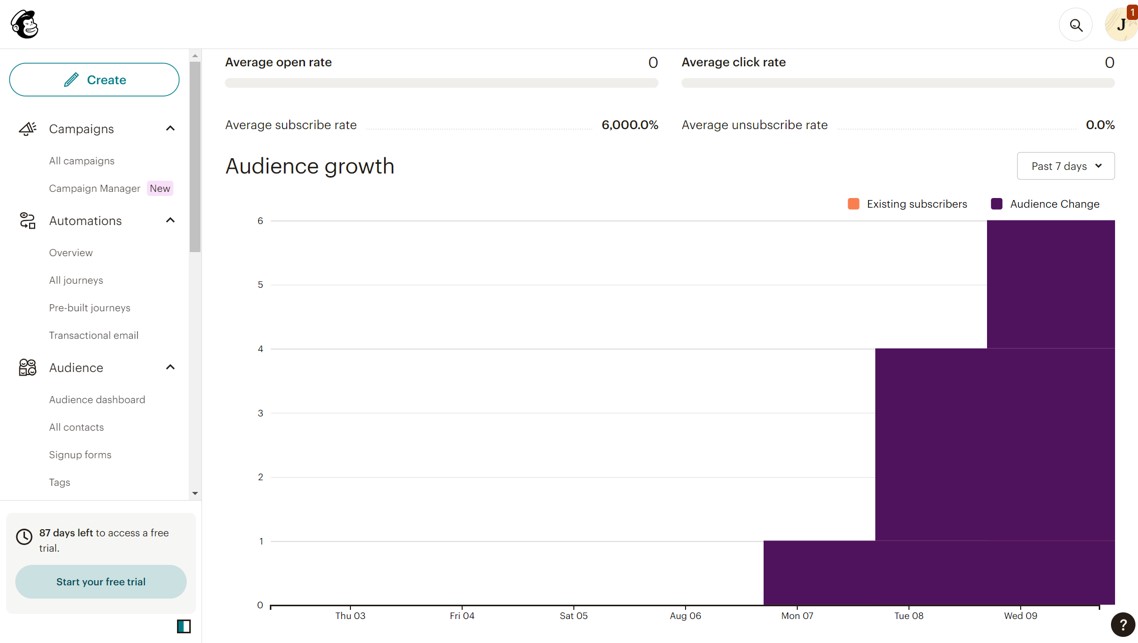 J
1
Create
Campaigns
All campaigns
Campaign Manager New
Automations
Overview
All journeys
Pre-built journeys
Transactional email
Audience
Audience dashboard
All contacts
Signup forms
Tags
87 days left to access a free
trial.
Start your free trial
Average open rate 0
Average click rate 0
Average subscribe rate 6,000.0%
Average unsubscribe rate 0.0%
Audience growth
Past 7 days
Existing subscribers Audience Change
6
5
4
3
2
1
0
Thu 03 Fri 04 Sat 05 Aug 06 Mon 07 Tue 08 Wed 09
?